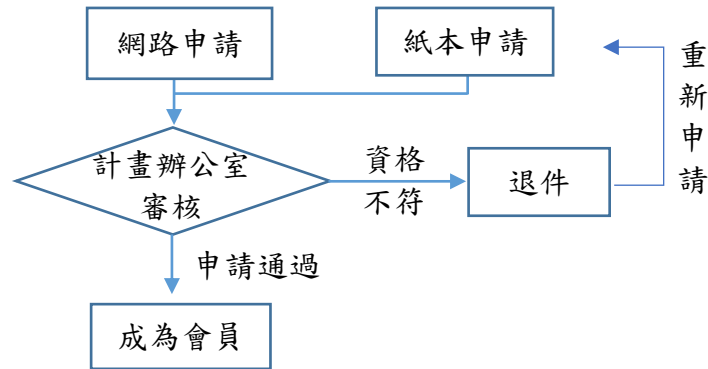 網路申請
紙本申請
重新申請
計畫辦公室
審核
資格
不符
退件
申請通過
成為會員